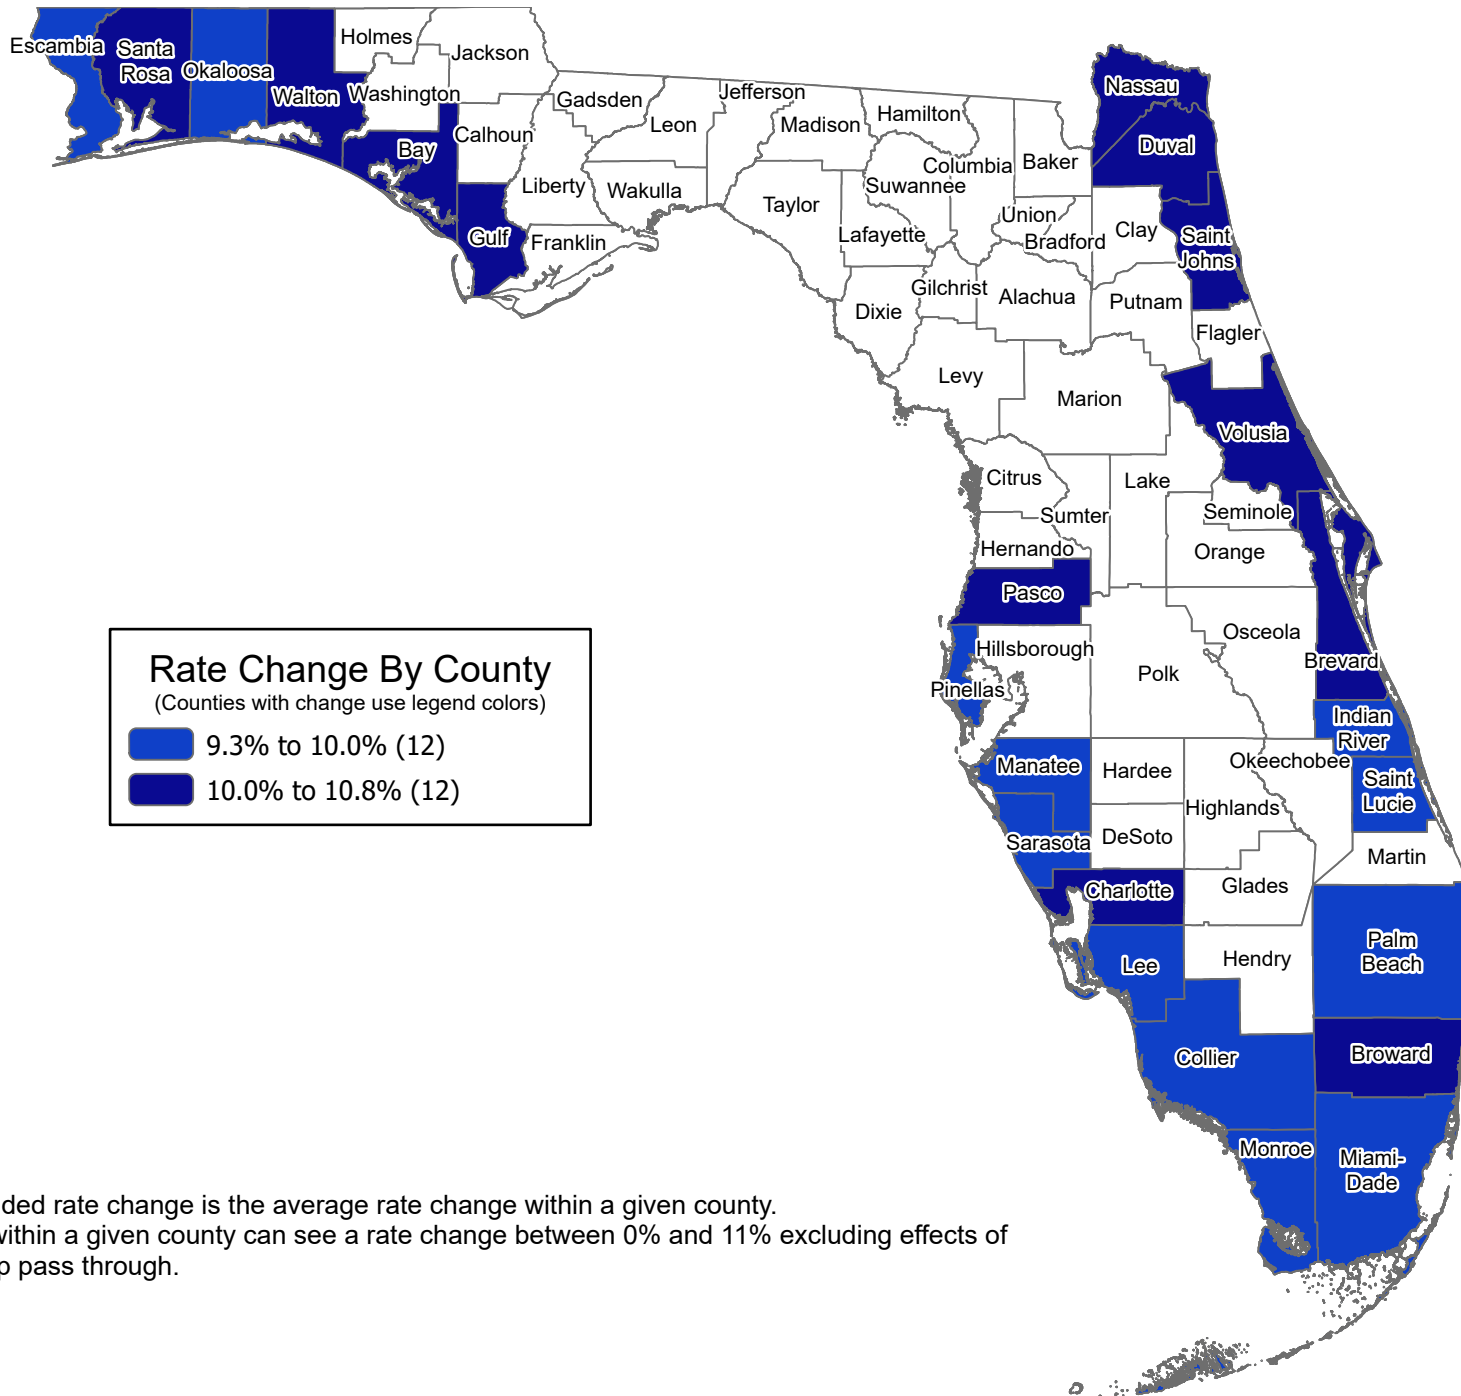 Escambia
Santa
Rosa
Okaloosa
Walton
Holmes
Jackson
Washington
Bay
Calhoun
Gulf
Gadsden
Liberty
Franklin
Leon
Wakulla
Jefferson
Madison
Taylor
Hamilton
Suwannee
Lafayette
Columbia
Baker
Union
Bradford
Nassau
Duval
Clay
Saint
Johns
Dixie
Gilchrist
Alachua
Putnam
Flagler
Levy
Marion
Volusia
Citrus
Sumter
Lake
Seminole
Hernando
Orange
Pasco
Pinellas
Hillsborough
Polk
Osceola
Brevard
Indian
River
Manatee
Hardee
Okeechobee
Highlands
Saint
Lucie
Sarasota
DeSoto
Martin
Charlotte
Glades
Lee
Hendry
Palm
Beach
Collier
Broward
Monroe
Miami-
Dade
Rate Change By County
(Counties with change use legend colors)
9.3% to 10.0% (12)
10.0% to 10.8% (12)
ded rate change is the average rate change within a given county.
within a given county can see a rate change between 0% and 11% excluding effects of
p pass through.